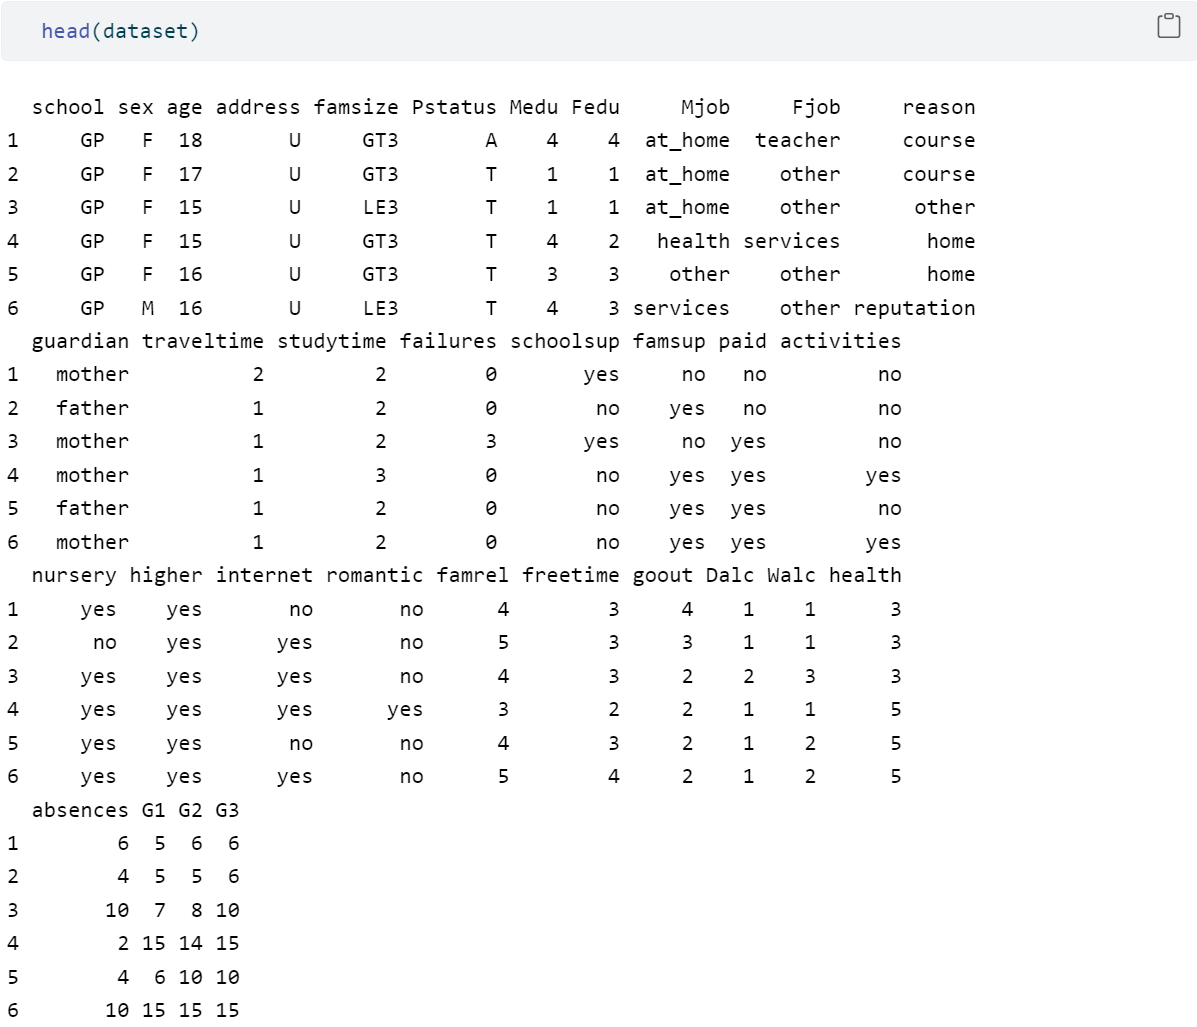 head(dataset)
  school sex age address famsize Pstatus Medu Fedu     Mjob     Fjob     reason
1     GP   F  18       U     GT3       A    4    4  at_home  teacher     course
2     GP   F  17       U     GT3       T    1    1  at_home    other     course
3     GP   F  15       U     LE3       T    1    1  at_home    other      other
4     GP   F  15       U     GT3       T    4    2   health services       home
5     GP   F  16       U     GT3       T    3    3    other    other       home
6     GP   M  16       U     LE3       T    4    3 services    other reputation
  guardian traveltime studytime failures schoolsup famsup paid activities
1   mother          2         2        0       yes     no   no         no
2   father          1         2        0        no    yes   no         no
3   mother          1         2        3       yes     no  yes         no
4   mother          1         3        0        no    yes  yes        yes
5   father          1         2        0        no    yes  yes         no
6   mother          1         2        0        no    yes  yes        yes
  nursery higher internet romantic famrel freetime goout Dalc Walc health
1     yes    yes       no       no      4        3     4    1    1      3
2      no    yes      yes       no      5        3     3    1    1      3
3     yes    yes      yes       no      4        3     2    2    3      3
4     yes    yes      yes      yes      3        2     2    1    1      5
5     yes    yes       no       no      4        3     2    1    2      5
6     yes    yes      yes       no      5        4     2    1    2      5
  absences G1 G2 G3
1        6  5  6  6
2        4  5  5  6
3       10  7  8 10
4        2 15 14 15
5        4  6 10 10
6       10 15 15 15